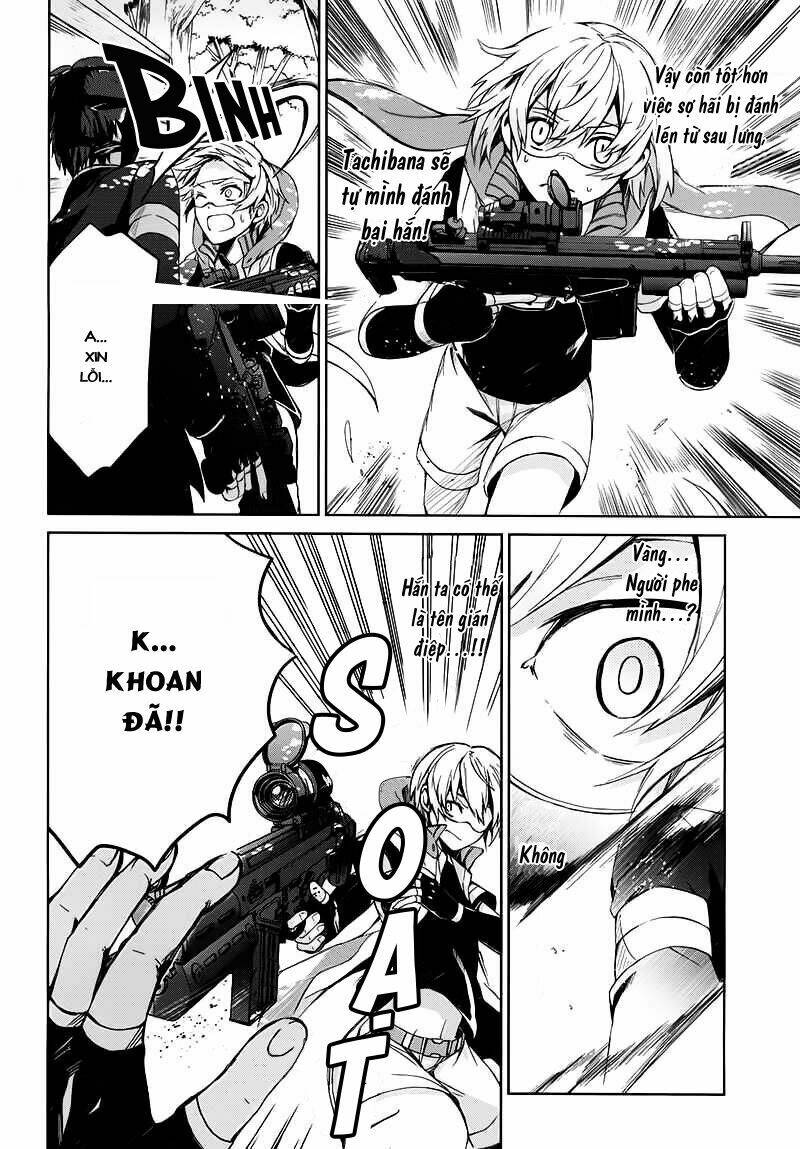 Vậy còn tốt hơn
việc sợ hãi bị đánh
lén từ sau lưng,
Tachibana sẽ
tự mình đánh
bại hắn!
BINH
A...
XIN
LỖI...
Vàng...
Người phe
mình...?
Không
Hắn ta có thể
là tên gián
điệp...!!
SOẠT
K...
KHOAN
ĐÃ!!